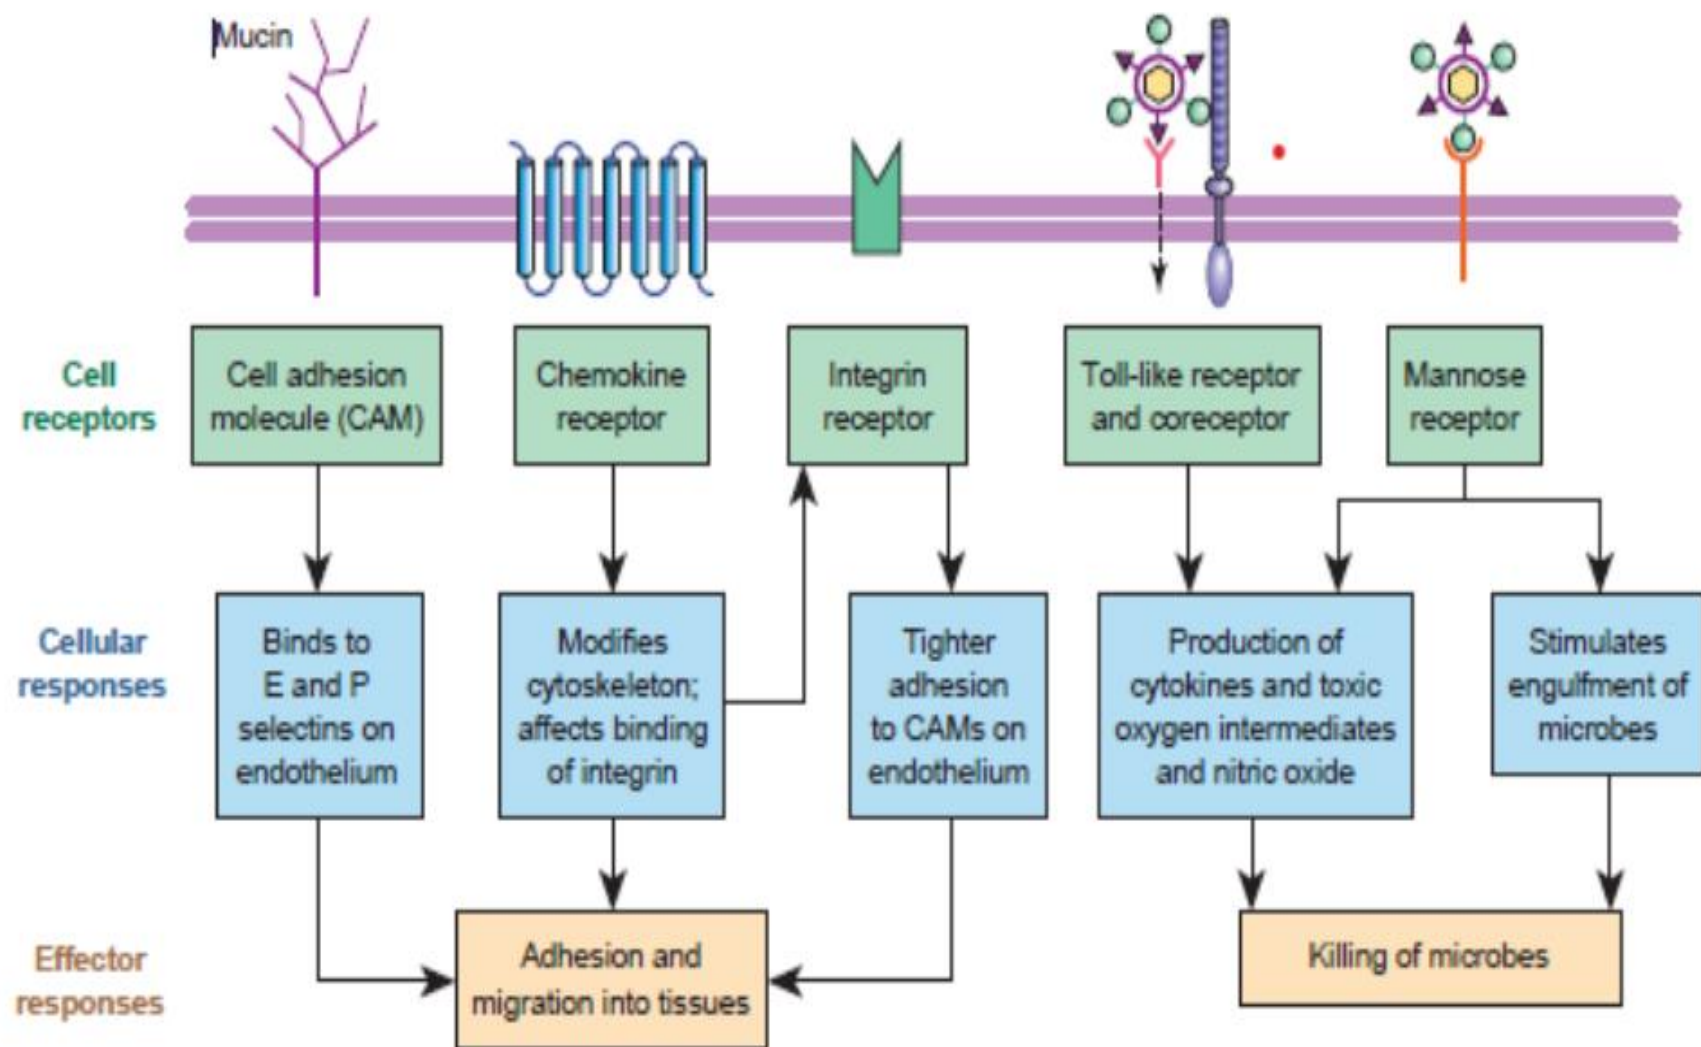 Mucin
Cell
receptors
Cell adhesion
molecule (CAM)
Chemokine
receptor
Integrin
receptor
Toll-like receptor
and coreceptor
Mannose
receptor
Cellular
responses
Binds to
E and P
selectins on
endothelium
Modifies
cytoskeleton;
affects binding
of integrin
Tighter
adhesion
to CAMs on
endothelium
Production of
cytokines and toxic
oxygen intermediates
and nitric oxide
Stimulates
engulfment of
microbes
Effector
responses
Adhesion and
migration into tissues
Killing of microbes